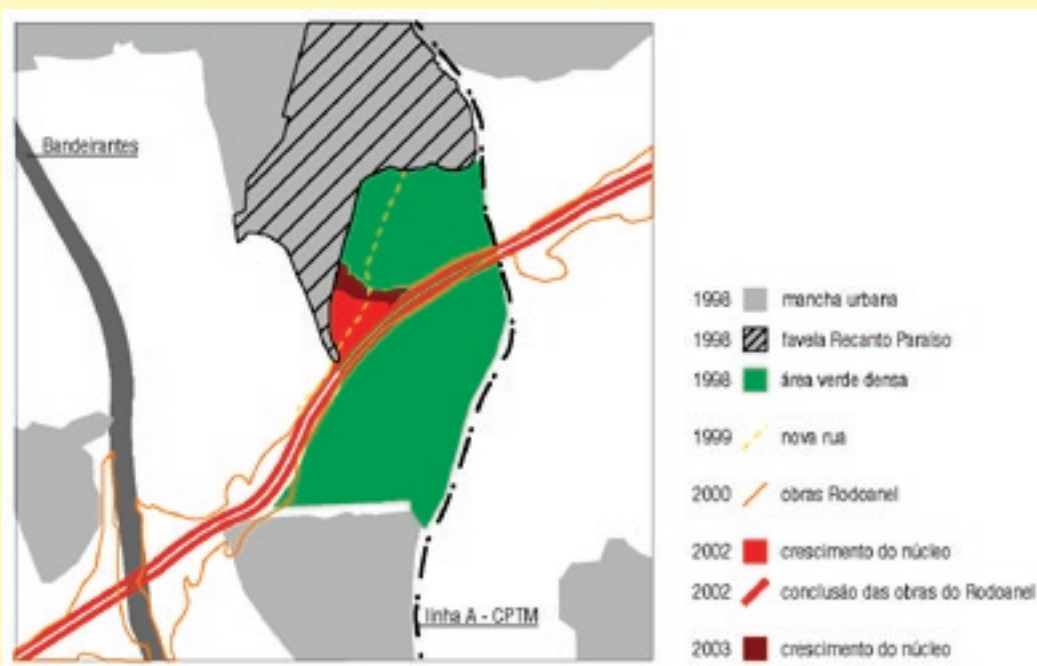 Bandeirantes
linha A - CPTM
1998 mancha urbana
1998 favela Recanto Paraíso
1998 área verde densa
1999 nova rua
2000 obras Rodoanel
2002 crescimento do núcleo
2002 conclusão das obras do Rodoanel
2003 crescimento do núcleo